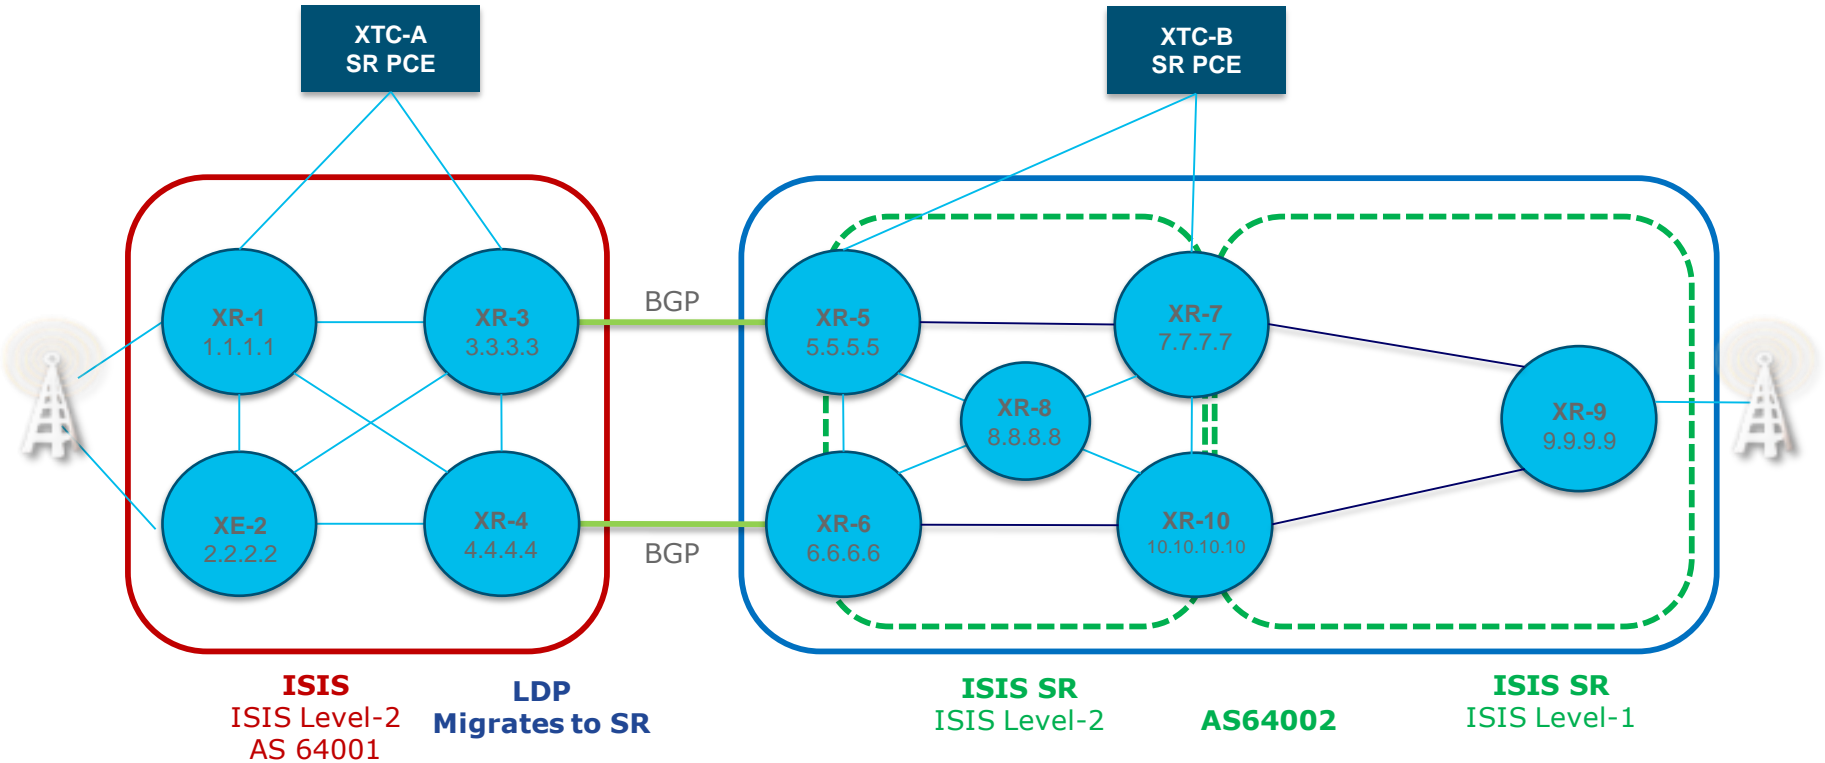 XTC-A
SR PCE
XTC-B
SR PCE
XR-1
1.1.1.1
XR-3
3.3.3.3
BGP
XR-5
5.5.5.5
XR-7
7.7.7.7
XR-8
8.8.8.8
XR-9
9.9.9.9
XE-2
2.2.2.2
XR-4
4.4.4.4
BGP
XR-6
6.6.6.6
XR-10
10.10.10.10
ISIS
ISIS Level-2
AS 64001
LDP
Migrates to SR
ISIS SR
ISIS Level-2
AS64002
ISIS SR
ISIS Level-1